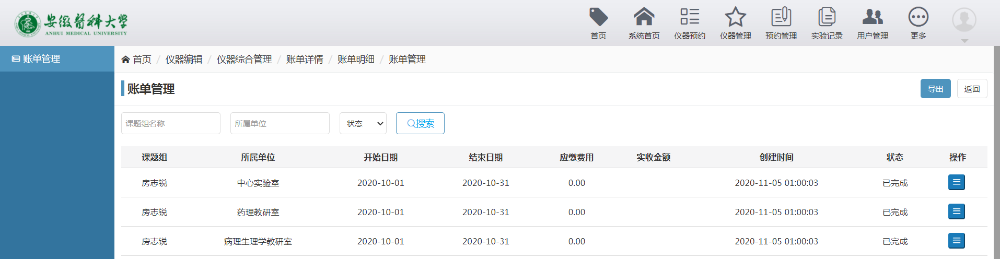 安徽医科大学
ANHUI MEDICAL UNIVERSITY
首页 系统首页 仪器预约 仪器管理 预约管理 实验记录 用户管理 更多
账单管理
首页 / 仪器编辑 / 仪器综合管理 / 账单详情 / 账单明细 / 账单管理
账单管理 导出 返回
课题组名称 所属单位 状态 搜索
课题组 所属单位 开始日期 结束日期 应缴费用 实收金额 创建时间 状态 操作
房志锐 中心实验室 2020-10-01 2020-10-31 0.00 2020-11-05 01:00:03 已完成
房志锐 药理教研室 2020-10-01 2020-10-31 0.00 2020-11-05 01:00:03 已完成
房志锐 病理生理学教研室 2020-10-01 2020-10-31 0.00 2020-11-05 01:00:03 已完成